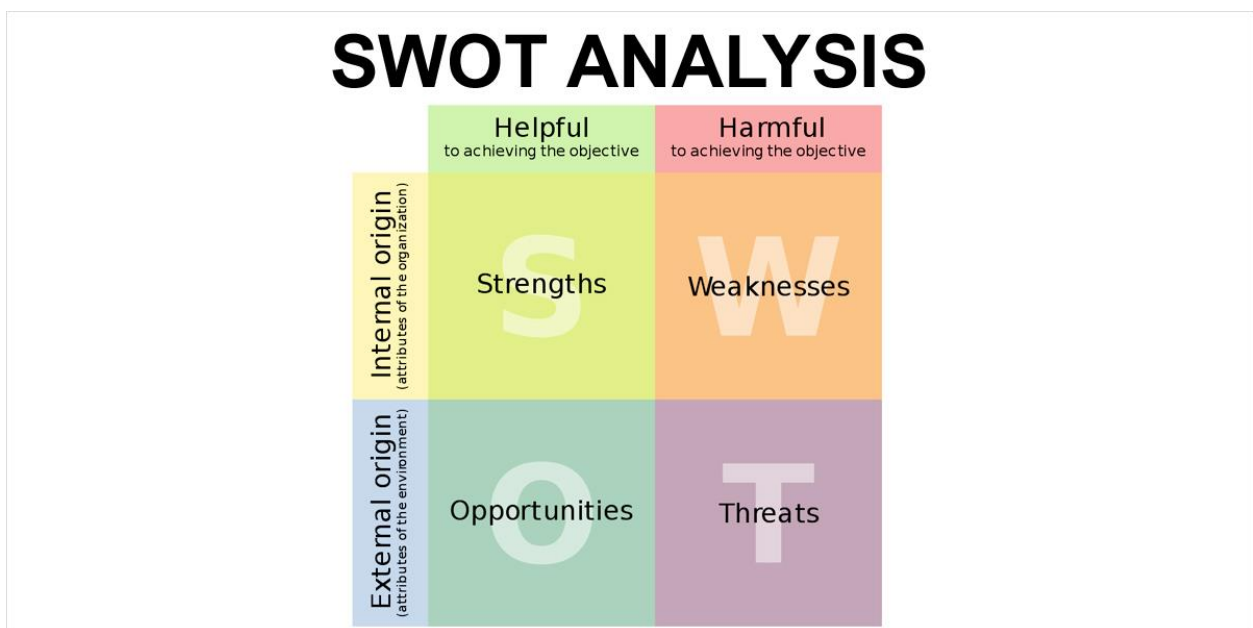 SWOT ANALYSIS
Helpful
to achieving the objective
Harmful
to achieving the objective
Internal origin
(attributes of the organization)
S
Strengths
W
Weaknesses
External origin
(attributes of the environment)
O
Opportunities
T
Threats